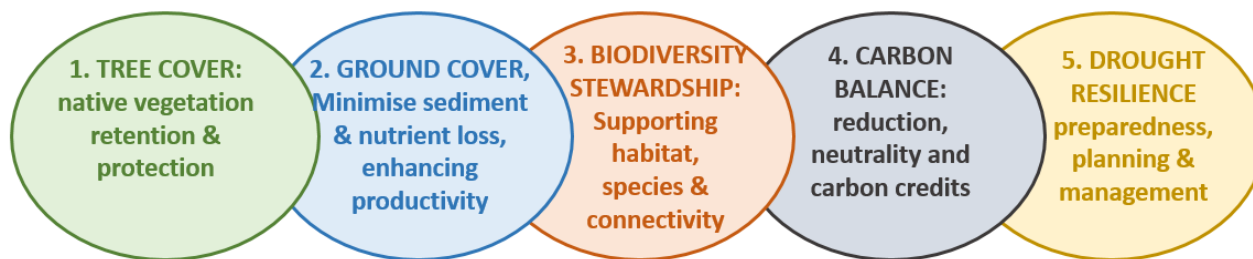 1. TREE COVER:
native vegetation
retention &
protection
2. GROUND COVER,
Minimise sediment
& nutrient loss,
enhancing
productivity
3. BIODIVERSITY
STEWARDSHIP:
Supporting
habitat,
species &
connectivity
4. CARBON
BALANCE:
reduction,
neutrality and
carbon credits
5. DROUGHT
RESILIENCE
preparedness,
planning &
management